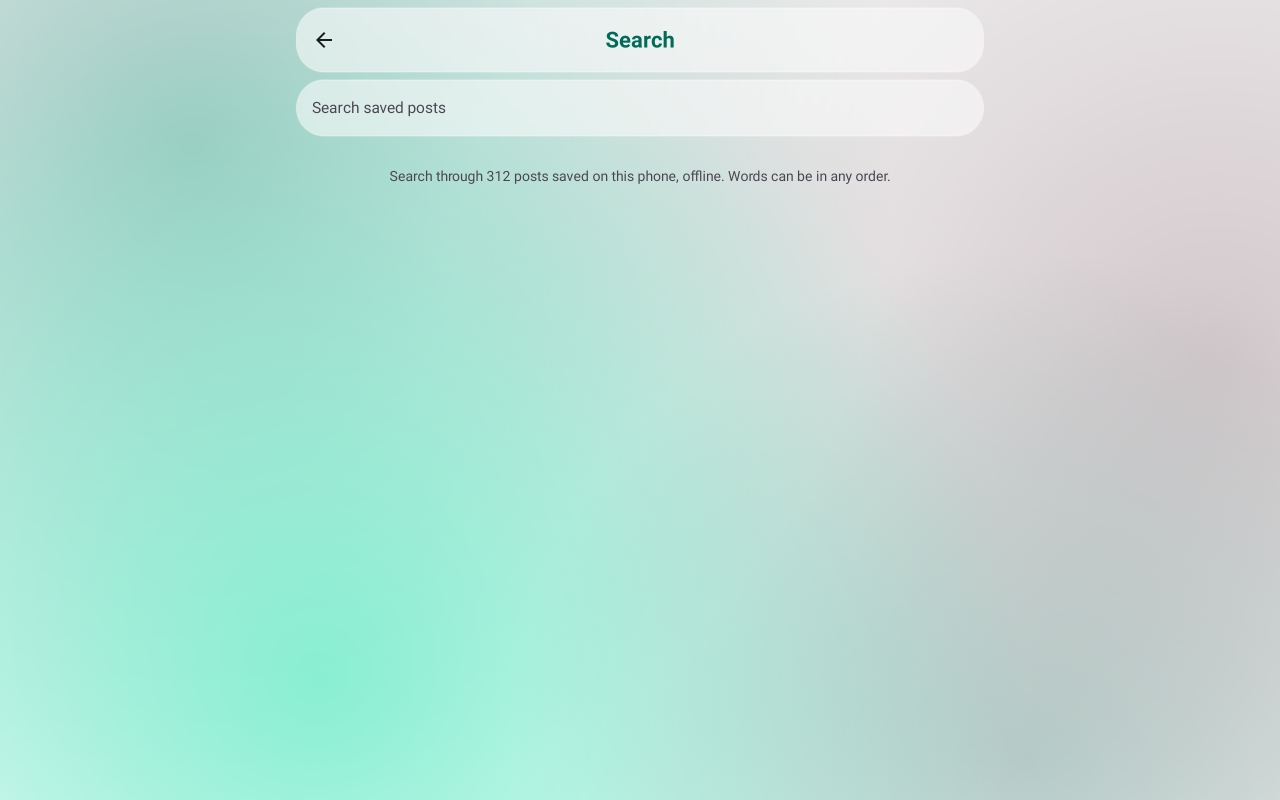 Search
Search saved posts
Search through 312 posts saved on this phone, offline. Words can be in any order.